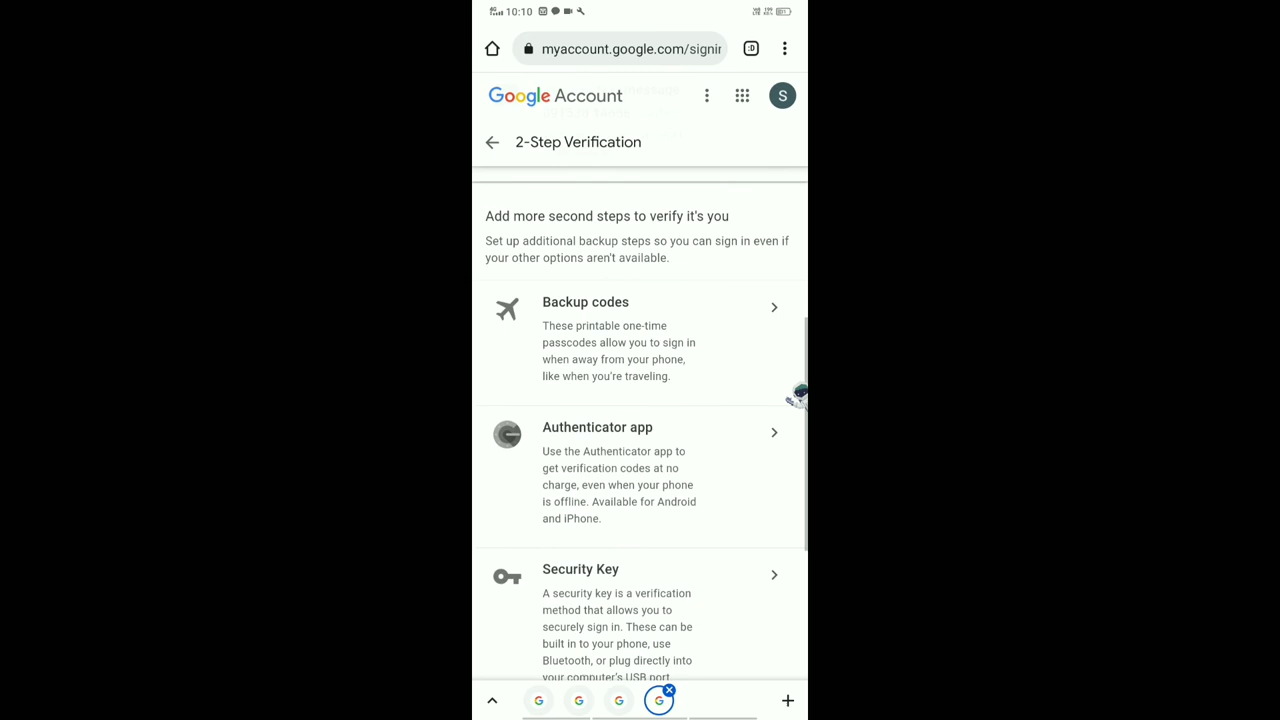 10:10
myaccount.google.com/signin
Google Account
S
2-Step Verification
Add more second steps to verify it's you
Set up additional backup steps so you can sign in even if
your other options aren't available.
Backup codes
These printable one-time
passcodes allow you to sign in
when away from your phone,
like when you're traveling.
Authenticator app
Use the Authenticator app to
get verification codes at no
charge, even when your phone
is offline. Available for Android
and iPhone.
Security Key
A security key is a verification
method that allows you to
securely sign in. These can be
built in to your phone, use
Bluetooth, or plug directly into
your computer's USB port